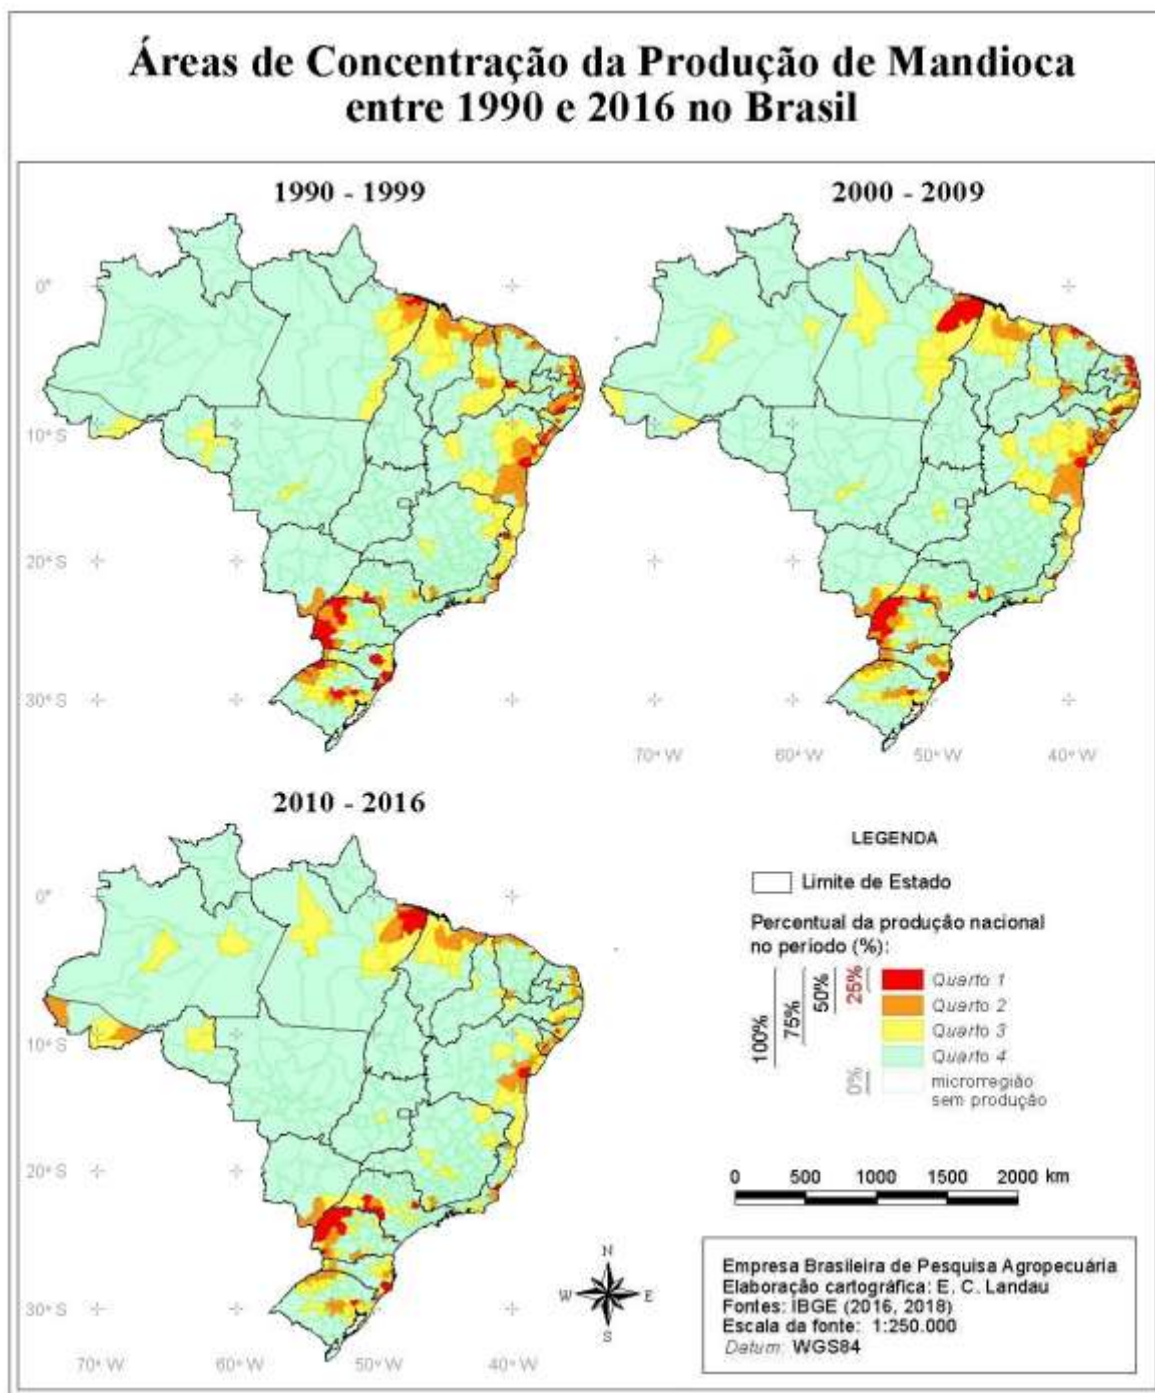 Áreas de Concentração da Produção de Mandioca
entre 1990 e 2016 no Brasil
1990 - 1999
2000 - 2009
0°
10° S
20° S
30° S
70° W
60° W
50° W
40° W
2010 - 2016
0°
10° S
20° S
30° S
70° W
60° W
50° W
40° W
LEGENDA
Limite de Estado
Percentual da produção nacional
no período (%):
100%
75%
50%
25%
0%
Quarto 1
Quarto 2
Quarto 3
Quarto 4
microrregião
sem produção
0 500 1000 1500 2000 km
N
W E
S
Empresa Brasileira de Pesquisa Agropecuária
Elaboração cartográfica: E. C. Landau
Fontes: IBGE (2016, 2018)
Escala da fonte: 1:250.000
Datum: WGS84